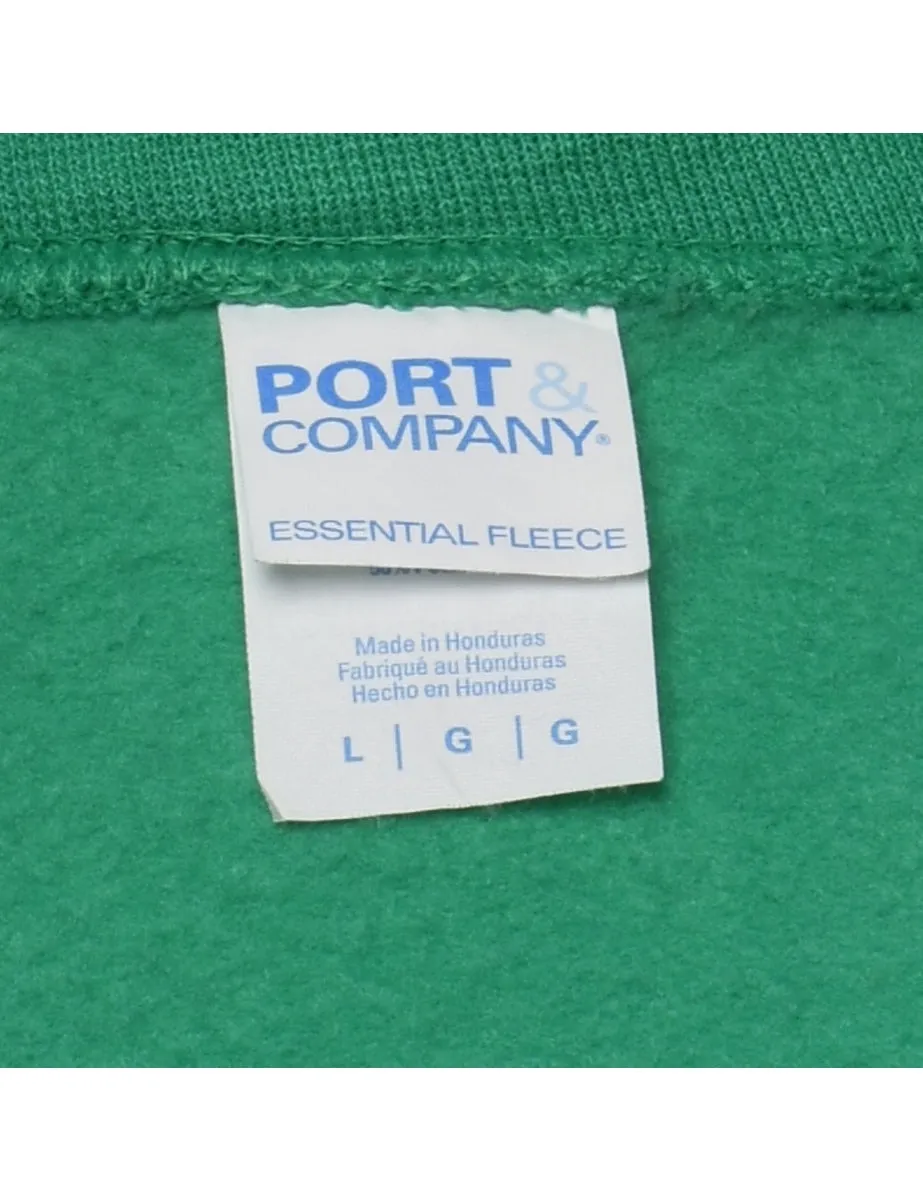 PORT &
COMPANY®
ESSENTIAL FLEECE
Made in Honduras
Fabriqué au Honduras
Hecho en Honduras
L | G | G